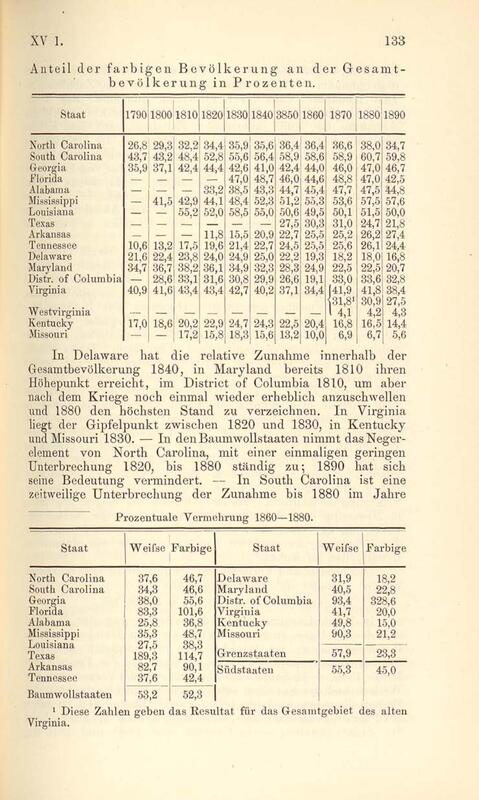 XV 1. 133
Anteil der farbigen Bevölkerung an der Gesamt-
bevölkerung in Prozenten.
Staat 1790 1800 1810 1820 1830 1840 3850 1860 1870 1880 1890
North Carolina 26,8 29,3 32,2 34,4 35,9 35,6 36,4 36,4 36,6 38,0 34,7
South Carolina 43,7 43,2 48,4 52,8 55,6 56,4 58,9 58,6 58,9 60,7 59,8
Georgia 35,9 37,1 42,4 44,4 42,6 41,0 42,4 44,0 46,0 47,0 46,7
Florida — — — — 47,0 48,7 46,0 44,6 48,8 47,0 42,5
Alabama — — — 33,2 38,5 43,3 44,7 45,4 47,7 47,5 44,8
Mississippi — 41,5 42,9 44,1 48,4 52,3 51,2 55,3 53,6 57,5 57,6
Louisiana — — 55,2 52,0 58,5 55,0 50,6 49,5 50,1 51,5 50,0
Texas — — — — — — 27,5 30,3 31,0 24,7 21,8
Arkansas — — — 11,8 15,5 20,9 22,7 25,5 25,2 26,2 27,4
Tennessee 10,6 13,2 17,5 19,6 21,4 22,7 24,5 25,5 25,6 26,1 24,4
Delaware 21,6 22,4 23,8 24,0 24,9 25,0 22,2 19,3 18,2 18,0 16,8
Maryland 34,7 36,7 38,2 36,1 34,9 32,3 28,3 24,9 22,5 22,5 20,7
Distr. of Columbia — 28,6 33,1 31,6 30,8 29,9 26,6 19,1 33,0 33,6 32,8
Virginia 40,9 41,6 43,4 43,4 42,7 40,2 37,1 34,4 41,9 41,8 38,4
31,8¹ 30,9 27,5
Westvirginia — — — — — — — — 4,1 4,2 4,3
Kentucky 17,0 18,6 20,2 22,9 24,7 24,3 22,5 20,4 16,8 16,5 14,4
Missouri — — 17,2 15,8 18,3 15,6 13,2 10,0 6,9 6,7 5,6
In Delaware hat die relative Zunahme innerhalb der
Gesamtbevölkerung 1840, in Maryland bereits 1810 ihren
Höhepunkt erreicht, im District of Columbia 1810, um aber
nach dem Kriege noch einmal wieder erheblich anzuschwellen
und 1880 den höchsten Stand zu verzeichnen. In Virginia
liegt der Gipfelpunkt zwischen 1820 und 1830, in Kentucky
und Missouri 1830. — In den Baumwollstaaten nimmt das Neger-
element von North Carolina, mit einer einmaligen geringen
Unterbrechung 1820, bis 1880 ständig zu; 1890 hat sich
seine Bedeutung vermindert. — In South Carolina ist eine
zeitweilige Unterbrechung der Zunahme bis 1880 im Jahre
Prozentuale Vermehrung 1860—1880.
Staat Weifse Farbige Staat Weifse Farbige
North Carolina 37,6 46,7 Delaware 31,9 18,2
South Carolina 34,3 46,6 Maryland 40,5 22,8
Georgia 38,0 55,6 Distr. of Columbia 93,4 328,6
Florida 83,3 101,6 Virginia 41,7 20,0
Alabama 25,8 36,8 Kentucky 49,8 15,0
Mississippi 35,3 48,7 Missouri 90,3 21,2
Louisiana 27,5 38,3
Texas 189,3 114,7 Grenzstaaten 57,9 23,3
Arkansas 82,7 90,1 Südstaaten 55,3 45,0
Tennessee 37,6 42,4
Baumwollstaaten 53,2 52,3
¹ Diese Zahlen geben das Resultat für das Gesamtgebiet des alten
Virginia.